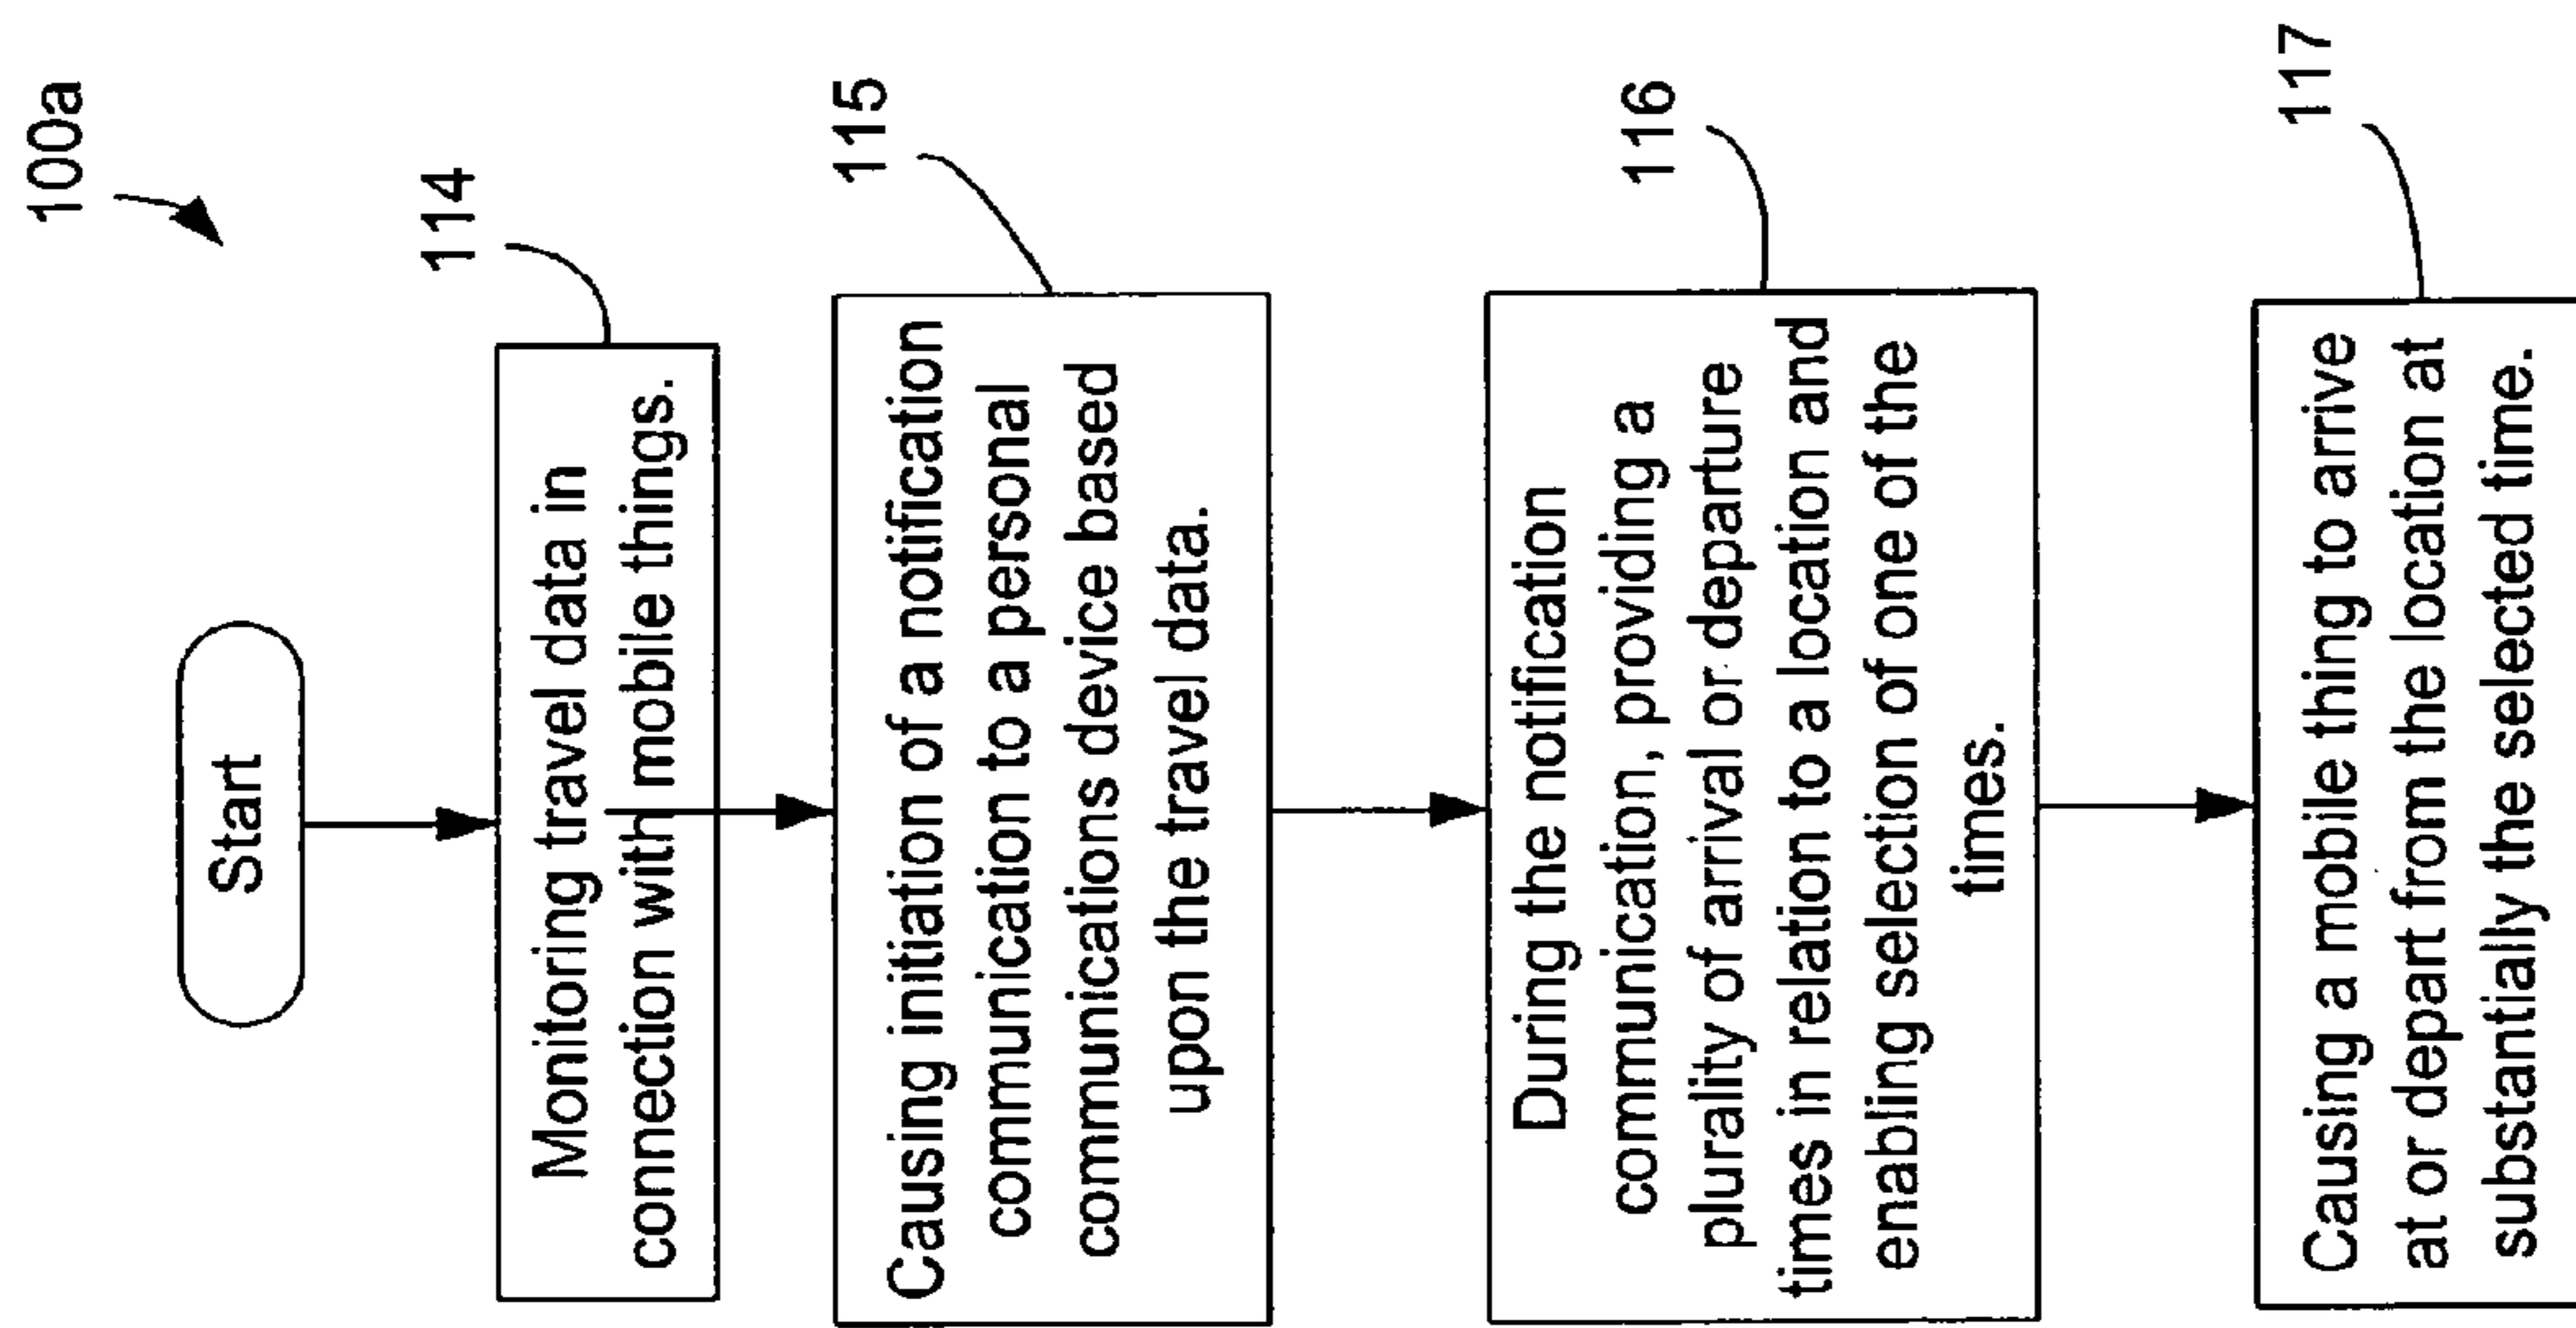 100a
Start
114
Monitoring travel data in
connection with mobile things.
115
Causing initiation of a notification
communication to a personal
communications device based
upon the travel data.
116
During the notification
communication, providing a
plurality of arrival or departure
times in relation to a location and
enabling selection of one of the
times.
117
Causing a mobile thing to arrive
at or depart from the location at
substantially the selected time.